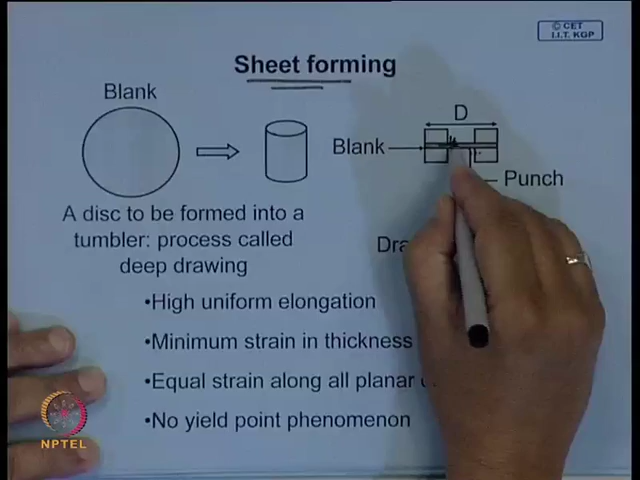 © CET
I.I.T. KGP
Sheet forming
Blank
D
Blank
Punch
A disc to be formed into a
tumbler: process called
deep drawing
•High uniform elongation
•Minimum strain in thickness
•Equal strain along all planar
•No yield point phenomenon
NPTEL